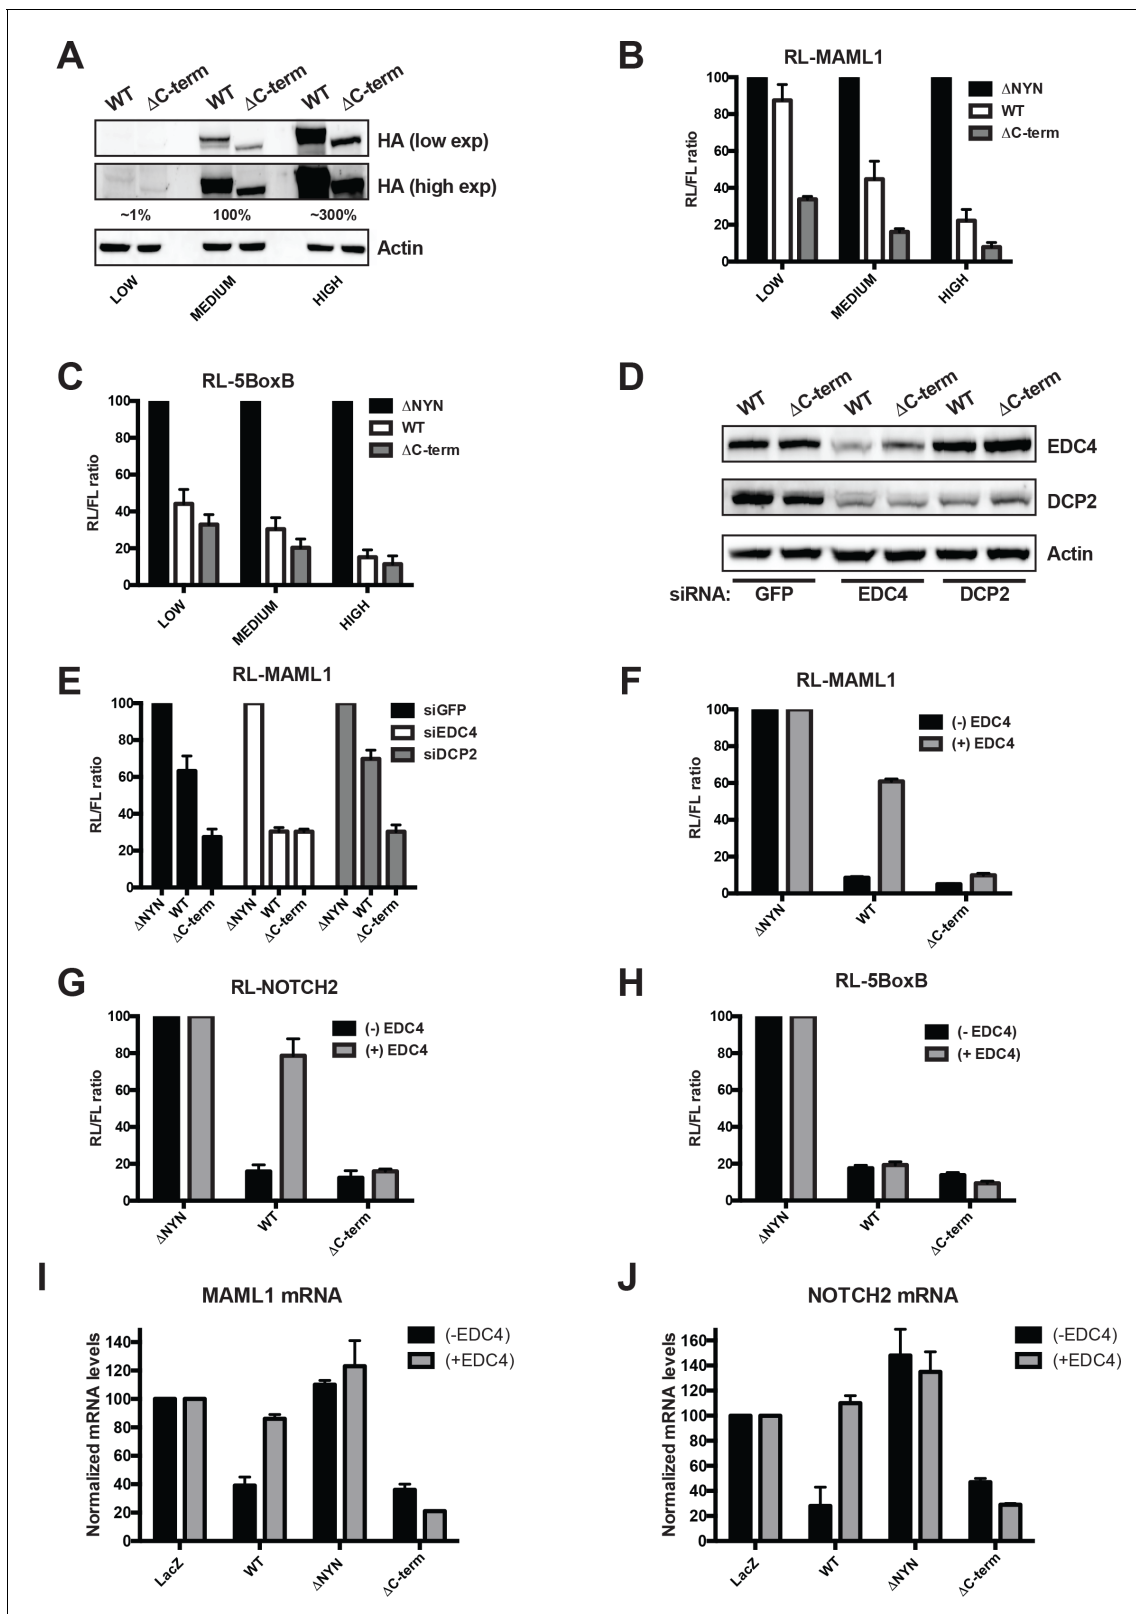 A
WT ΔC-term WT ΔC-term WT ΔC-term
HA (low exp)
HA (high exp)
~1% 100% ~300%
Actin
LOW MEDIUM HIGH
B
RL-MAML1
RL/FL ratio
100
80
60
40
20
0
ΔNYN
WT
ΔC-term
LOW MEDIUM HIGH
C
RL-5BoxB
RL/FL ratio
100
80
60
40
20
0
ΔNYN
WT
ΔC-term
LOW MEDIUM HIGH
D
WT ΔC-term WT ΔC-term WT ΔC-term
EDC4
DCP2
Actin
siRNA: GFP EDC4 DCP2
E
RL-MAML1
RL/FL ratio
100
80
60
40
20
0
siGFP
siEDC4
siDCP2
ΔNYN WT ΔC-term ΔNYN WT ΔC-term ΔNYN WT ΔC-term
F
RL-MAML1
RL/FL ratio
100
80
60
40
20
0
(-) EDC4
(+) EDC4
ΔNYN WT ΔC-term
G
RL-NOTCH2
RL/FL ratio
100
80
60
40
20
0
(-) EDC4
(+) EDC4
ΔNYN WT ΔC-term
H
RL-5BoxB
RL/FL ratio
100
80
60
40
20
0
(- EDC4)
(+ EDC4)
ΔNYN WT ΔC-term
I
MAML1 mRNA
Normalized mRNA levels
140
120
100
80
60
40
20
0
(-EDC4)
(+EDC4)
LacZ WT ΔNYN ΔC-term
J
NOTCH2 mRNA
Normalized mRNA levels
160
140
120
100
80
60
40
20
0
(-EDC4)
(+EDC4)
LacZ WT ΔNYN ΔC-term